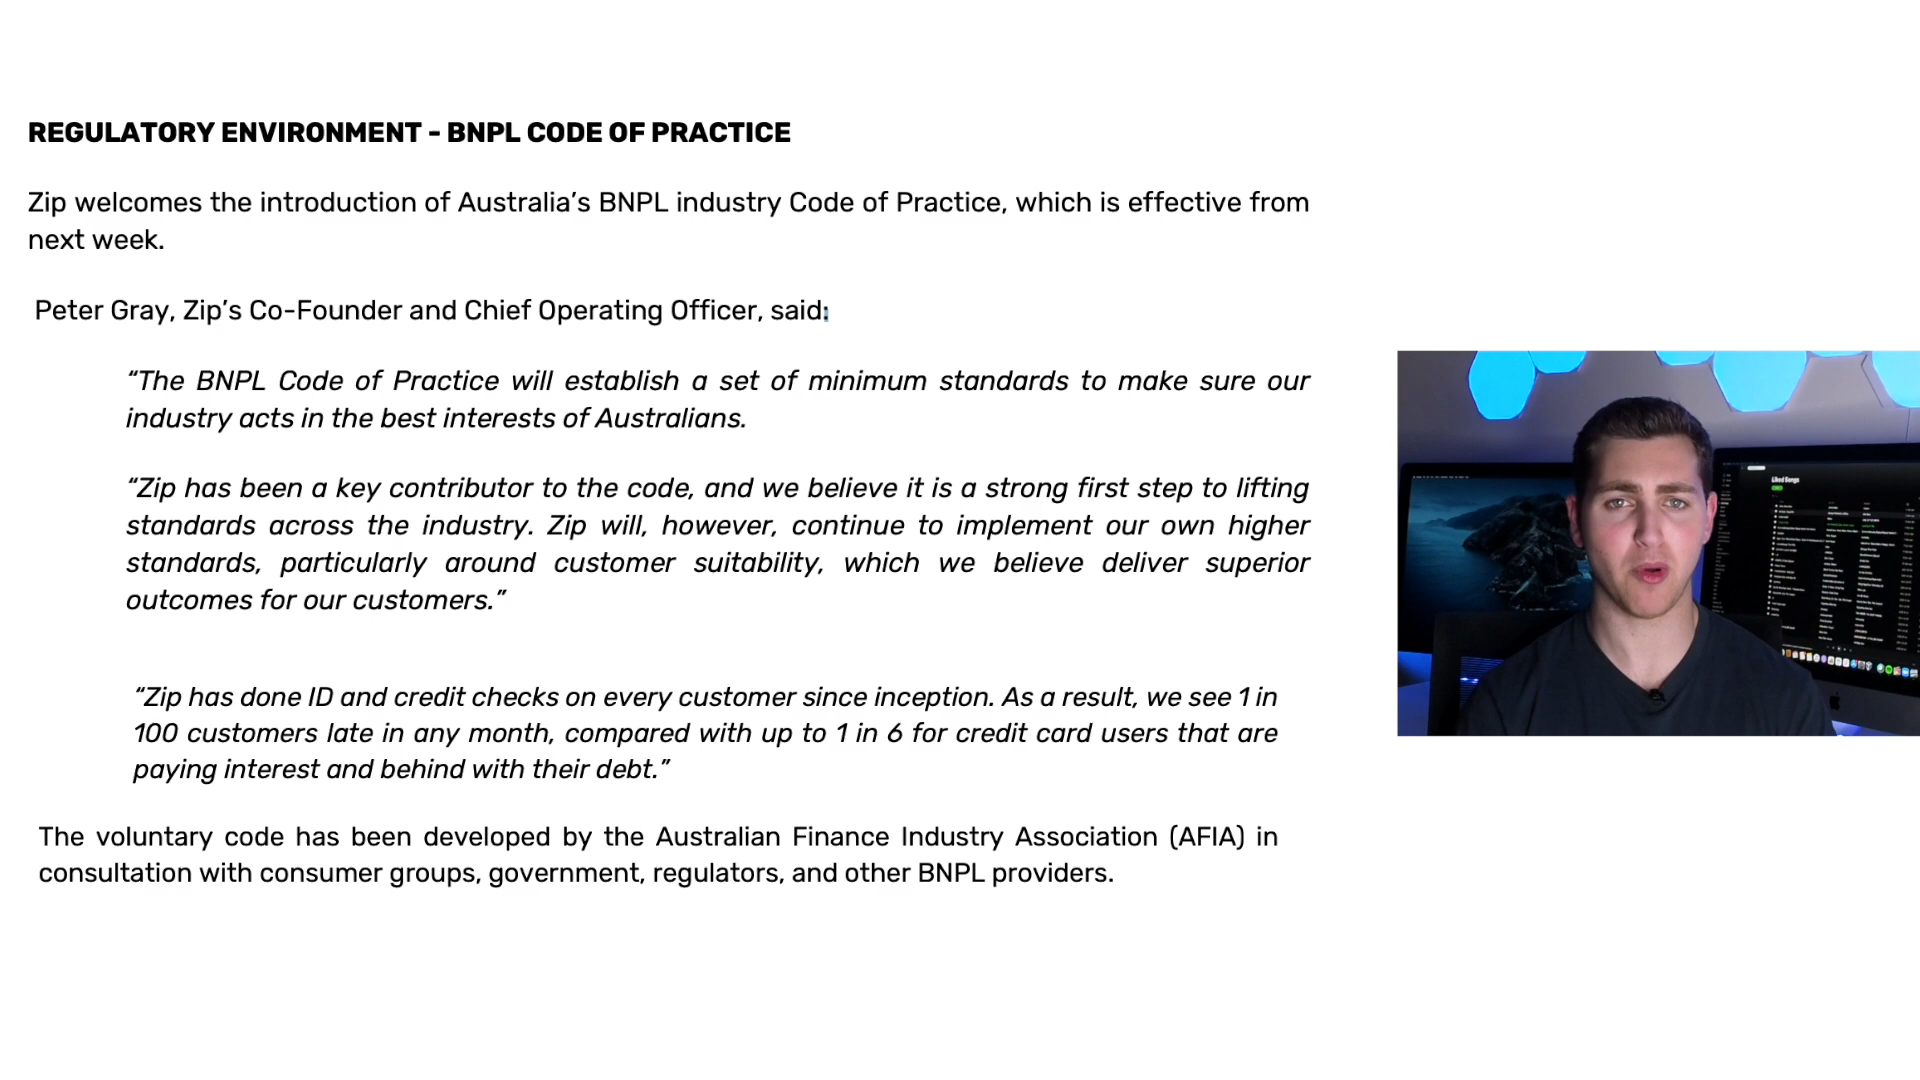 REGULATORY ENVIRONMENT - BNPL CODE OF PRACTICE
Zip welcomes the introduction of Australia’s BNPL industry Code of Practice, which is effective from
next week.
Peter Gray, Zip’s Co-Founder and Chief Operating Officer, said:
“The BNPL Code of Practice will establish a set of minimum standards to make sure our
industry acts in the best interests of Australians.
“Zip has been a key contributor to the code, and we believe it is a strong first step to lifting
standards across the industry. Zip will, however, continue to implement our own higher
standards, particularly around customer suitability, which we believe deliver superior
outcomes for our customers.”
“Zip has done ID and credit checks on every customer since inception. As a result, we see 1 in
100 customers late in any month, compared with up to 1 in 6 for credit card users that are
paying interest and behind with their debt.”
The voluntary code has been developed by the Australian Finance Industry Association (AFIA) in
consultation with consumer groups, government, regulators, and other BNPL providers.
Liked Songs